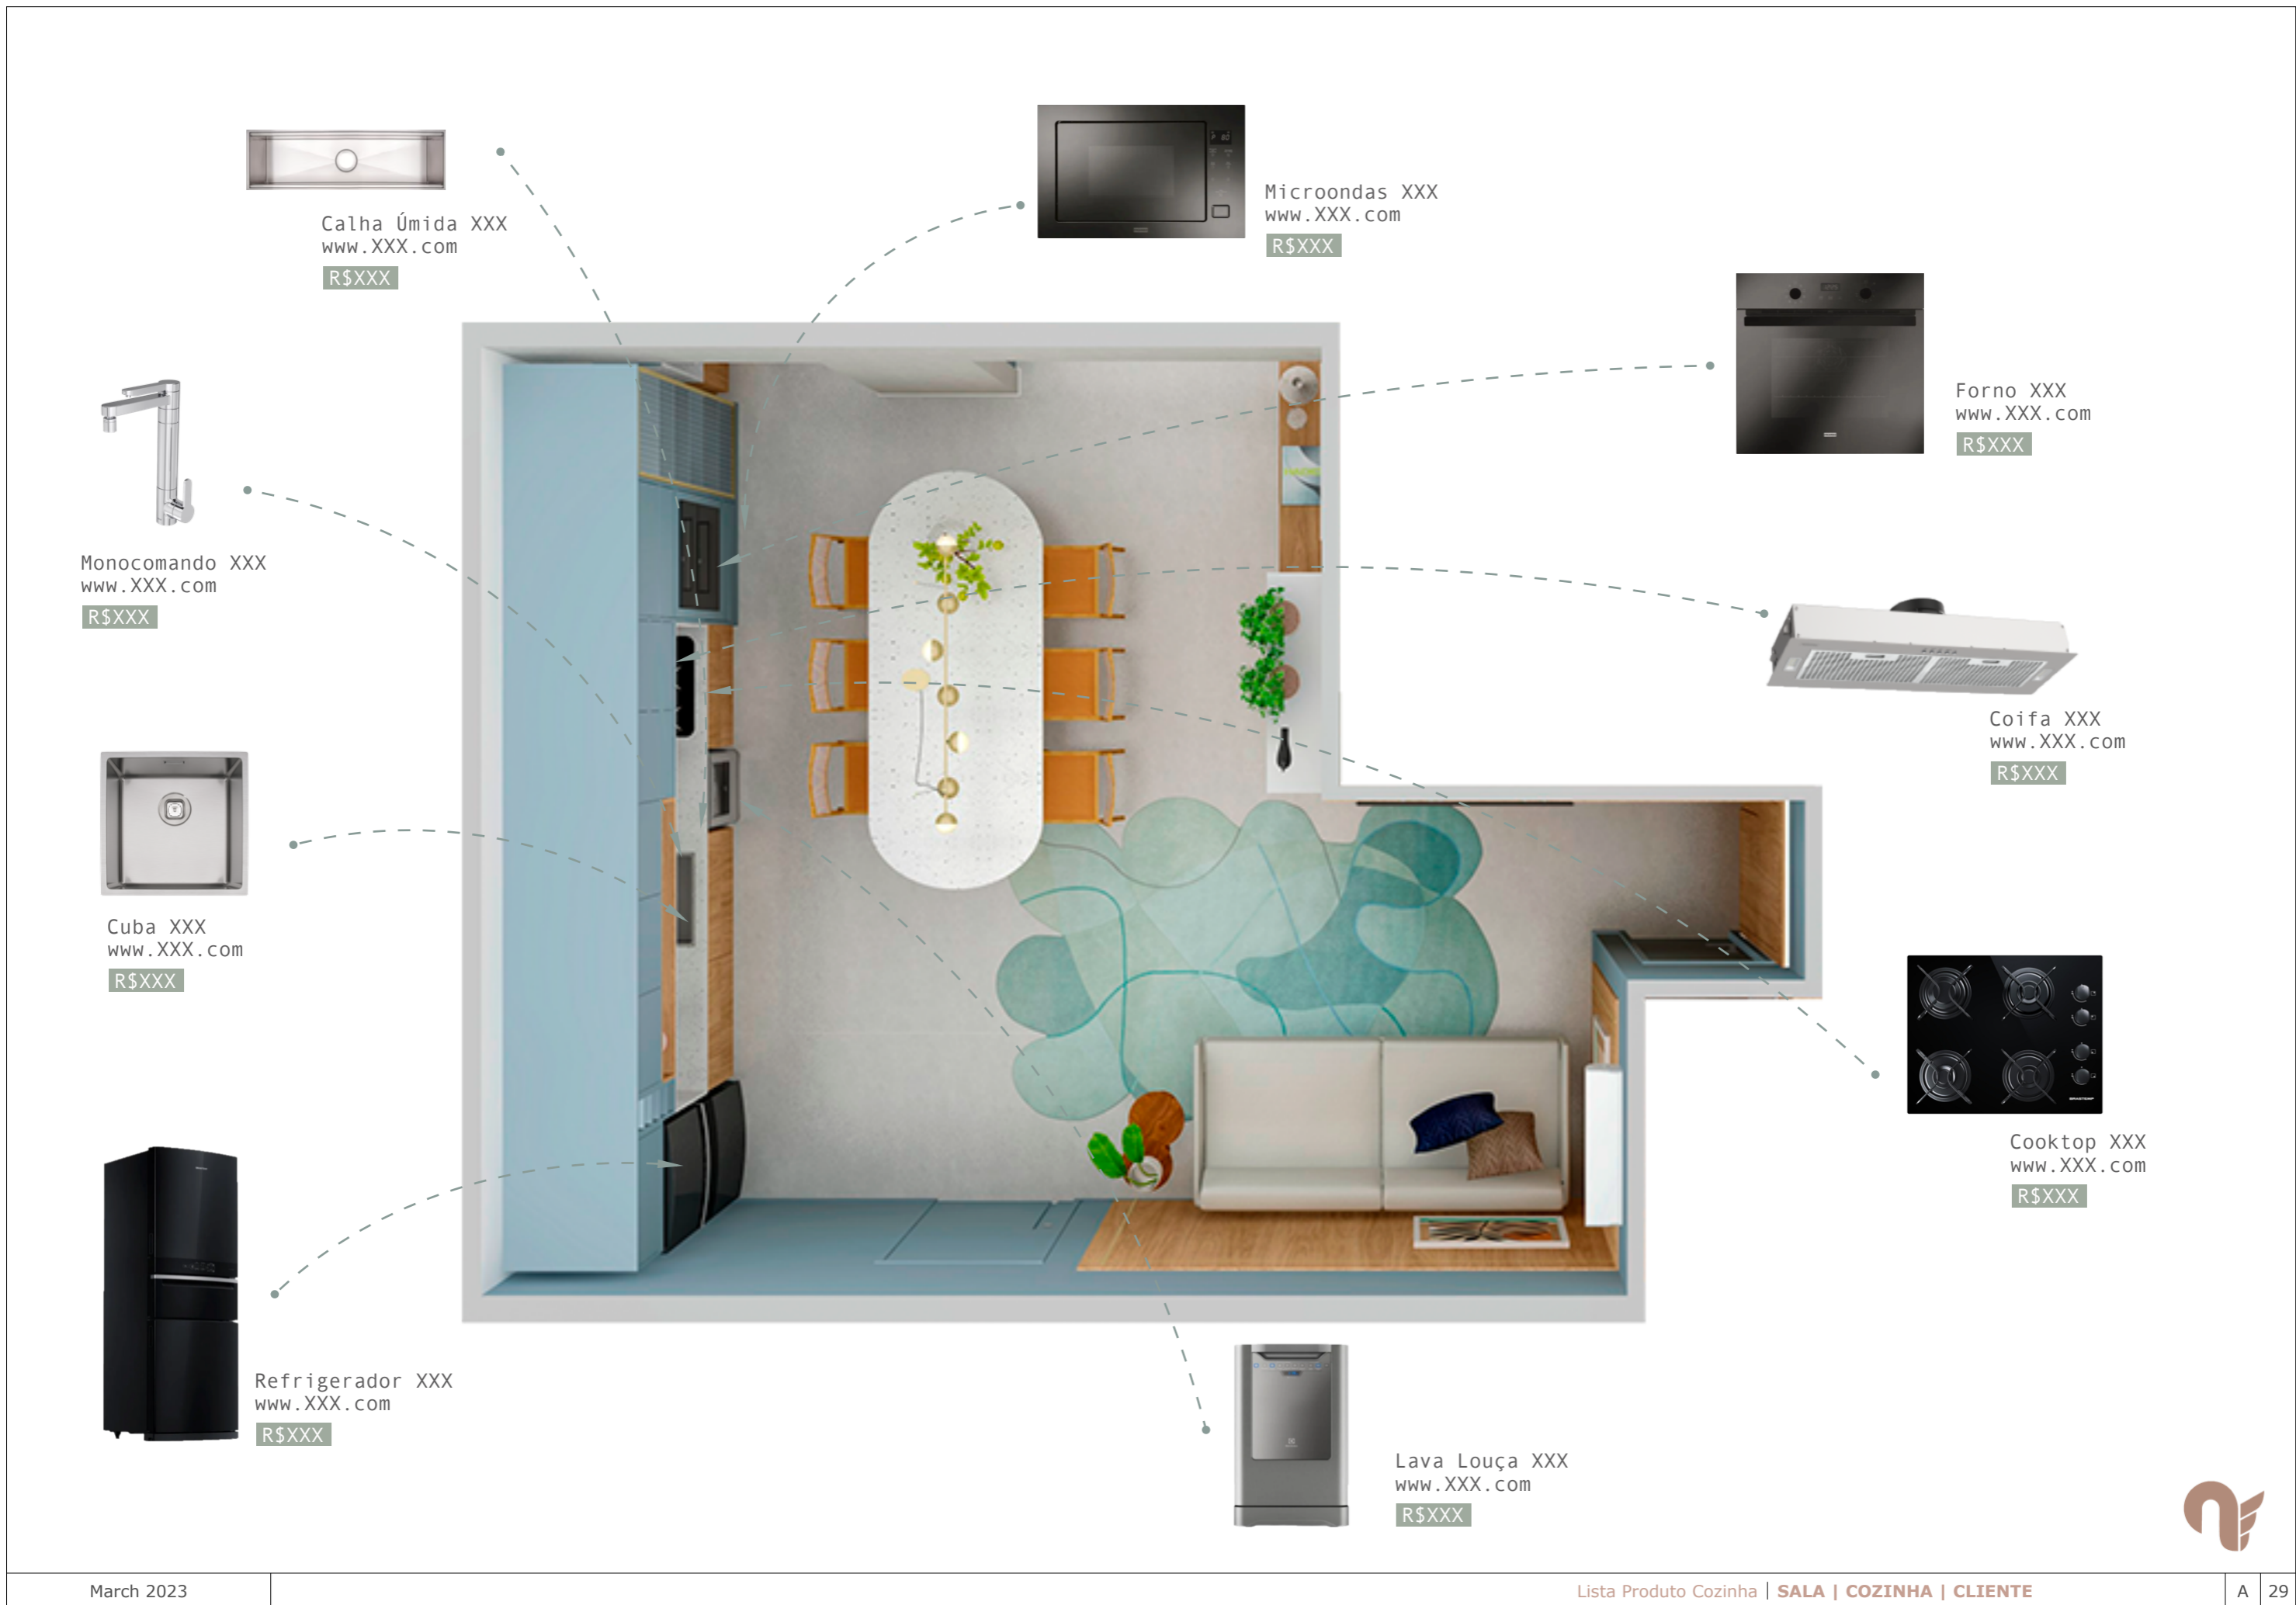 Calha Úmida XXX
www.XXX.com
R$XXX
Microondas XXX
www.XXX.com
R$XXX
Forno XXX
www.XXX.com
R$XXX
Monocomando XXX
www.XXX.com
R$XXX
Coifa XXX
www.XXX.com
R$XXX
Cuba XXX
www.XXX.com
R$XXX
Cooktop XXX
www.XXX.com
R$XXX
Refrigerador XXX
www.XXX.com
R$XXX
Lava Louça XXX
www.XXX.com
R$XXX
March 2023
Lista Produto Cozinha | SALA | COZINHA | CLIENTE
A 29